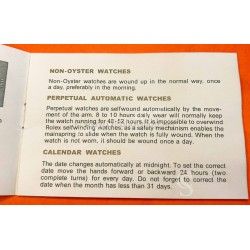 NON-OYSTER WATCHES
Non-Oyster watches are wound up in the normal way, once
a day, preferably in the morning.
PERPETUAL AUTOMATIC WATCHES
Perpetual watches are selfwound automatically by the move-
ment of the arm. 8 to 10 hours daily wear will normally keep
the watch running for 48-52 hours. It is impossible to overwind
Rolex selfwinding watches; as a safety mechanism enables the
mainspring to slide when the watch is fully wound. When the
watch is not worn, it should be wound once a day.
CALENDAR WATCHES
The date changes automatically at midnight. To set the correct
date move the hands forward or backward 24 hours (two
complete turns) for every day. Do not forget to correct the
date when the month has less than 31 days.